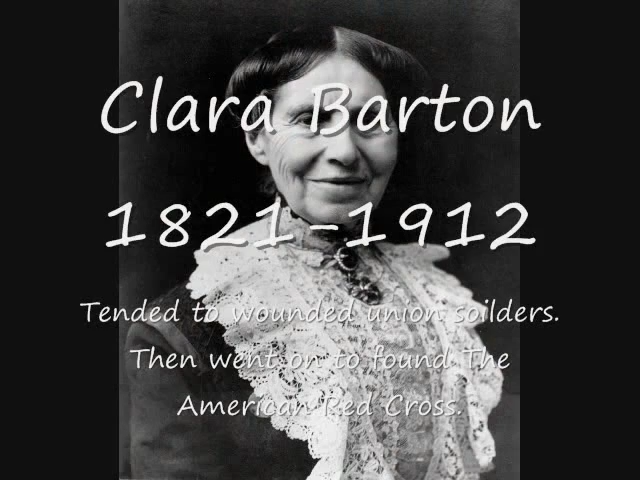 Clara Barton
1821-1912
Tended to wounded union soilders.
Then went on to found The
American Red Cross.